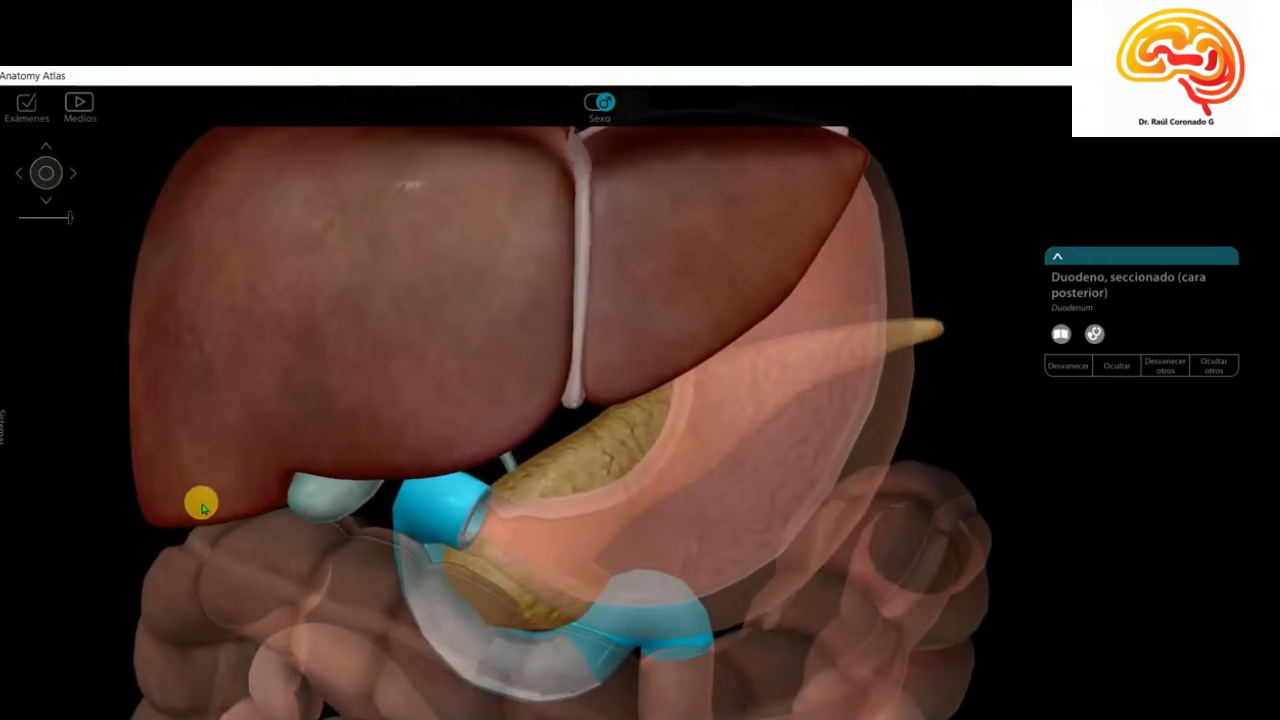 Dr. Raúl Coronado G
Anatomy Atlas
Exámenes
Medios
Sexo
Sistemas
Duodeno, seccionado (cara
posterior)
Duodenum
Desvanecer
Ocultar
Desvanecer
otros
Ocultar
otros